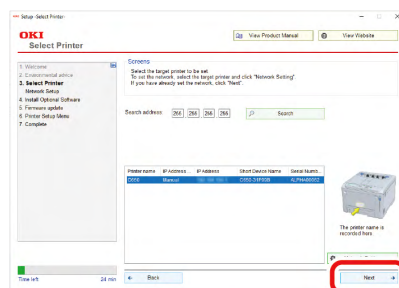 OKI Setup -Select Printer-
OKI
Select Printer
View Product Manual
View Website
1. Welcome
2. Environmental advice
3. Select Printer
Network Setup
4. Install Optional Software
5. Firmware update
6. Printer Setup Menu
7. Complete
Screens
Select the target printer to be set
To set the network, select the target printer and click "Network Setting".
If you have already set the network, click "Next".
Search address
255
255
255
255
Search
Printer name
IP Address ...
IP Address
Short Device Name
Serial Numb...
Manual
The printer name is
recorded here.
Time left
24 min
Back
Next